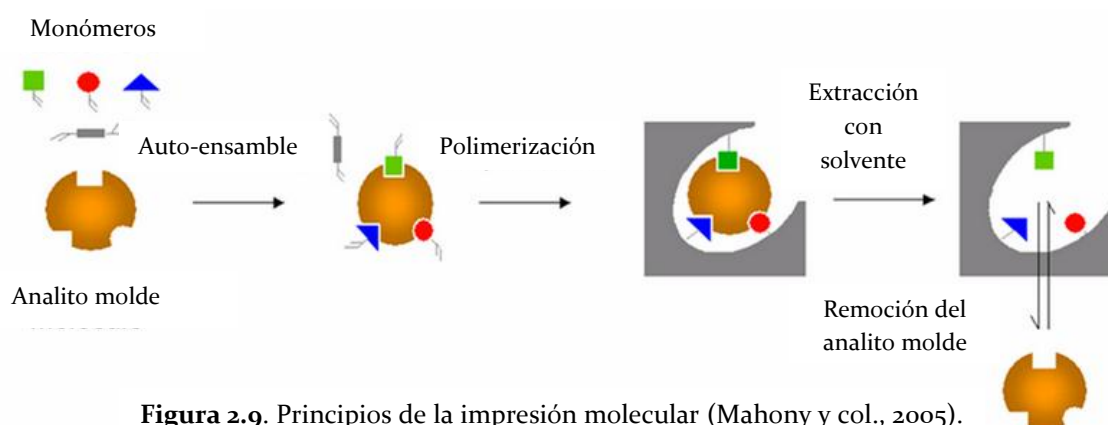 Monómeros
Auto-ensamble
Polimerización
Extracción
con
solvente
Analito molde
Remoción del
analito molde
Figura 2.9. Principios de la impresión molecular (Mahony y col., 2005).